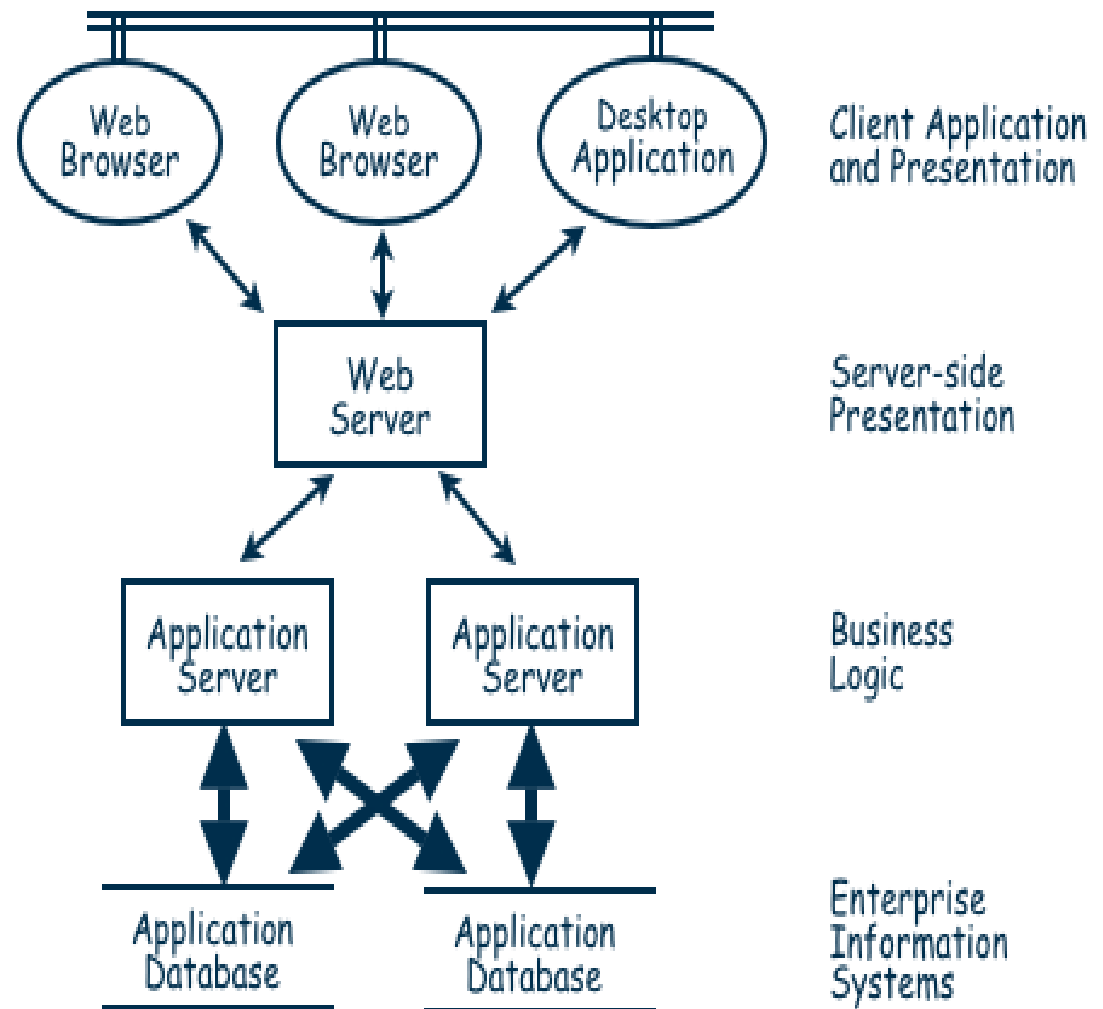 Web
Browser
Web
Browser
Desktop
Application
Client Application
and Presentation
Web
Server
Server-side
Presentation
Application
Server
Application
Server
Business
Logic
Application
Database
Application
Database
Enterprise
Information
Systems